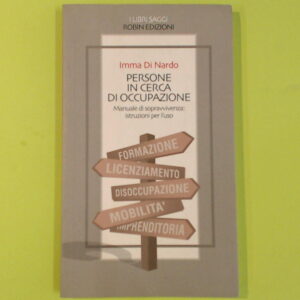 I LIBRI SAGGI
ROBIN EDIZIONI
Imma Di Nardo
PERSONE
IN CERCA
DI OCCUPAZIONE
Manuale di sopravvivenza:
istruzioni per l'uso
FORMAZIONE
LICENZIAMENTO
DISOCCUPAZIONE
MOBILITA'
IMPRENDITORIA